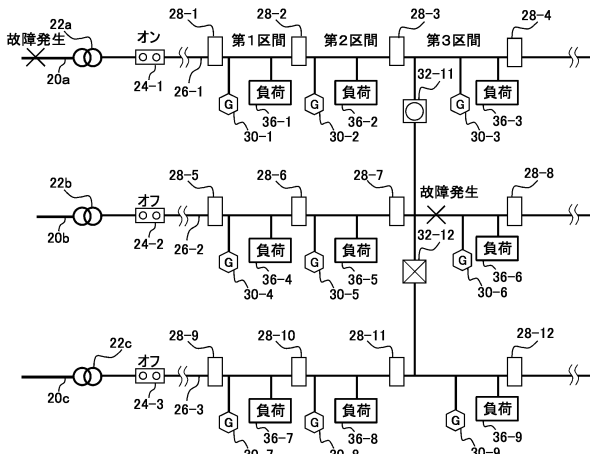 28-1
28-2
28-3
28-4
22a
故障発生
オン
第1区間
第2区間
第3区間
20a
24-1
26-1
G
負荷
G
負荷
32-11
G
負荷
30-1
36-1
30-2
36-2
30-3
36-3
28-5
28-6
28-7
28-8
22b
オフ
故障発生
20b
24-2
26-2
G
負荷
G
負荷
32-12
G
負荷
30-4
36-4
30-5
36-5
30-6
36-6
28-9
28-10
28-11
28-12
22c
オフ
20c
24-3
26-3
G
負荷
G
負荷
G
負荷
30-7
36-7
30-8
36-8
30-9
36-9